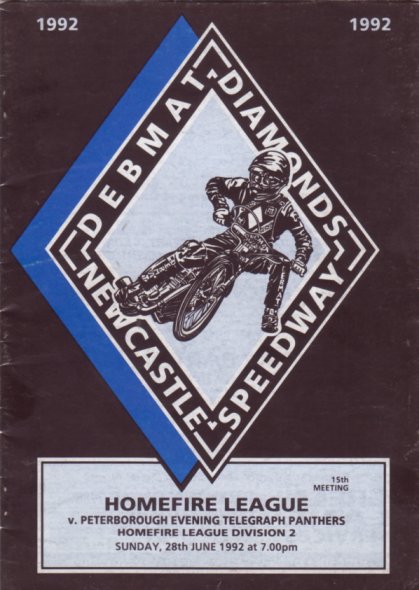 1992
1992
DEBMAT DIAMONDS
NEWCASTLE SPEEDWAY
15th
MEETING
HOMEFIRE LEAGUE
v. PETERBOROUGH EVENING TELEGRAPH PANTHERS
HOMEFIRE LEAGUE DIVISION 2
SUNDAY, 28th JUNE 1992 at 7.00pm